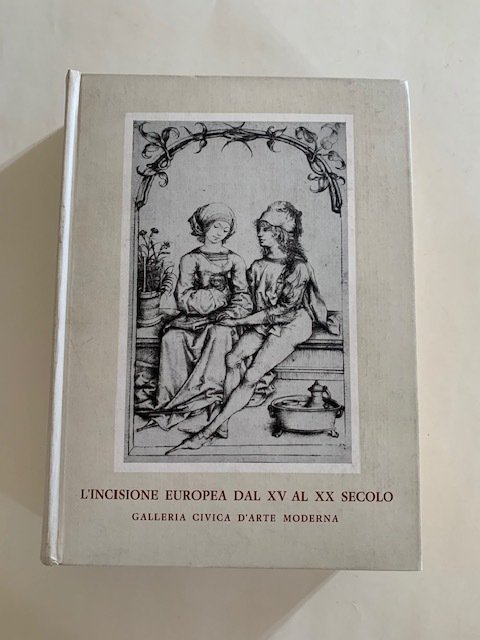 L'INCISIONE EUROPEA DAL XV AL XX SECOLO
GALLERIA CIVICA D'ARTE MODERNA